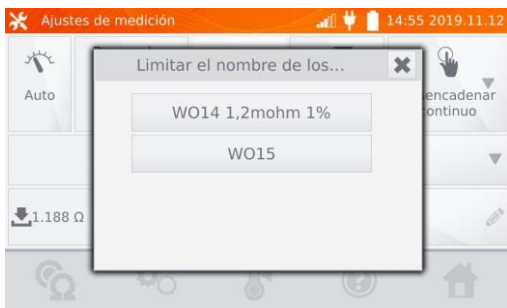 Ajustes de medición
14:55 2019.11.12
Limitar el nombre de los...
Auto
WO14 1,2mohm 1%
WO15
encadenar
continuo
1.188 Ω